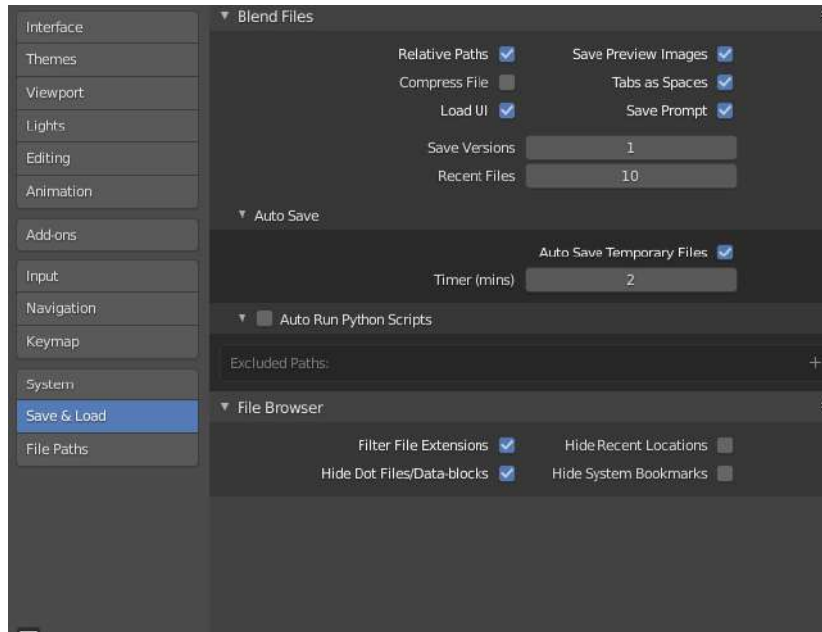 Interface
Themes
Viewport
Lights
Editing
Animation
Add-ons
Input
Navigation
Keymap
System
Save & Load
File Paths
Blend Files
Relative Paths Save Preview Images
Compress File Tabs as Spaces
Load UI Save Prompt
Save Versions 1
Recent Files 10
Auto Save
Auto Save Temporary Files
Timer (mins) 2
Auto Run Python Scripts
Excluded Paths: +
File Browser
Filter File Extensions Hide Recent Locations
Hide Dot Files/Data-blocks Hide System Bookmarks